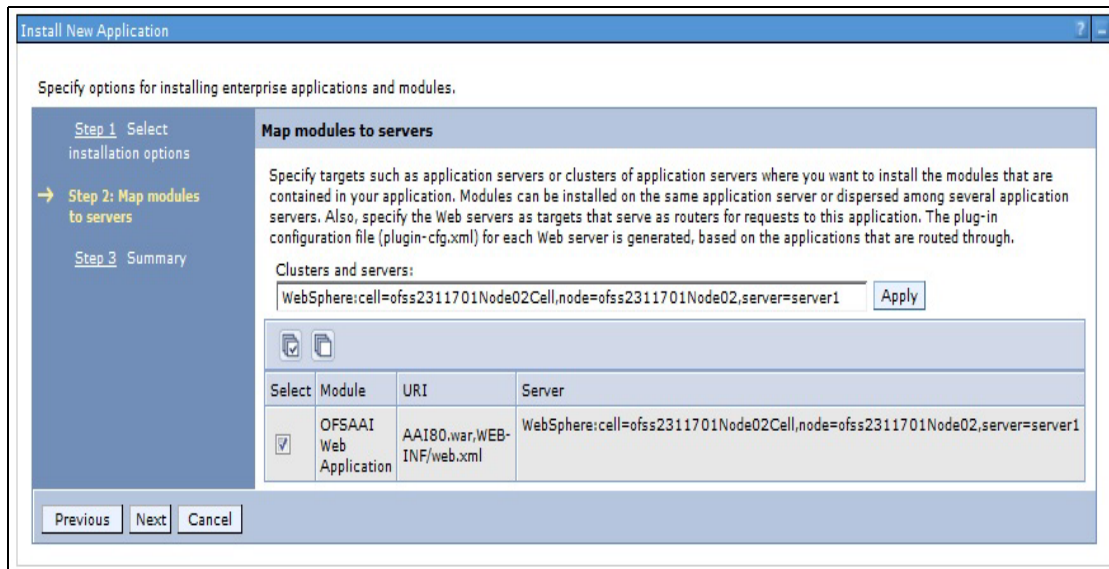 Install New Application
?
Specify options for installing enterprise applications and modules.
Step 1 Select
installation options
Step 2: Map modules
to servers
Step 3 Summary
Map modules to servers
Specify targets such as application servers or clusters of application servers where you want to install the modules that are
contained in your application. Modules can be installed on the same application server or dispersed among several application
servers. Also, specify the Web servers as targets that serve as routers for requests to this application. The plug-in
configuration file (plugin-cfg.xml) for each Web server is generated, based on the applications that are routed through.
Clusters and servers:
WebSphere:cell=ofss2311701Node02Cell,node=ofss2311701Node02,server=server1
Apply
Select Module URI Server
OFSAAI
Web
Application
AAI80.war,WEB-
INF/web.xml
WebSphere:cell=ofss2311701Node02Cell,node=ofss2311701Node02,server=server1
Previous Next Cancel